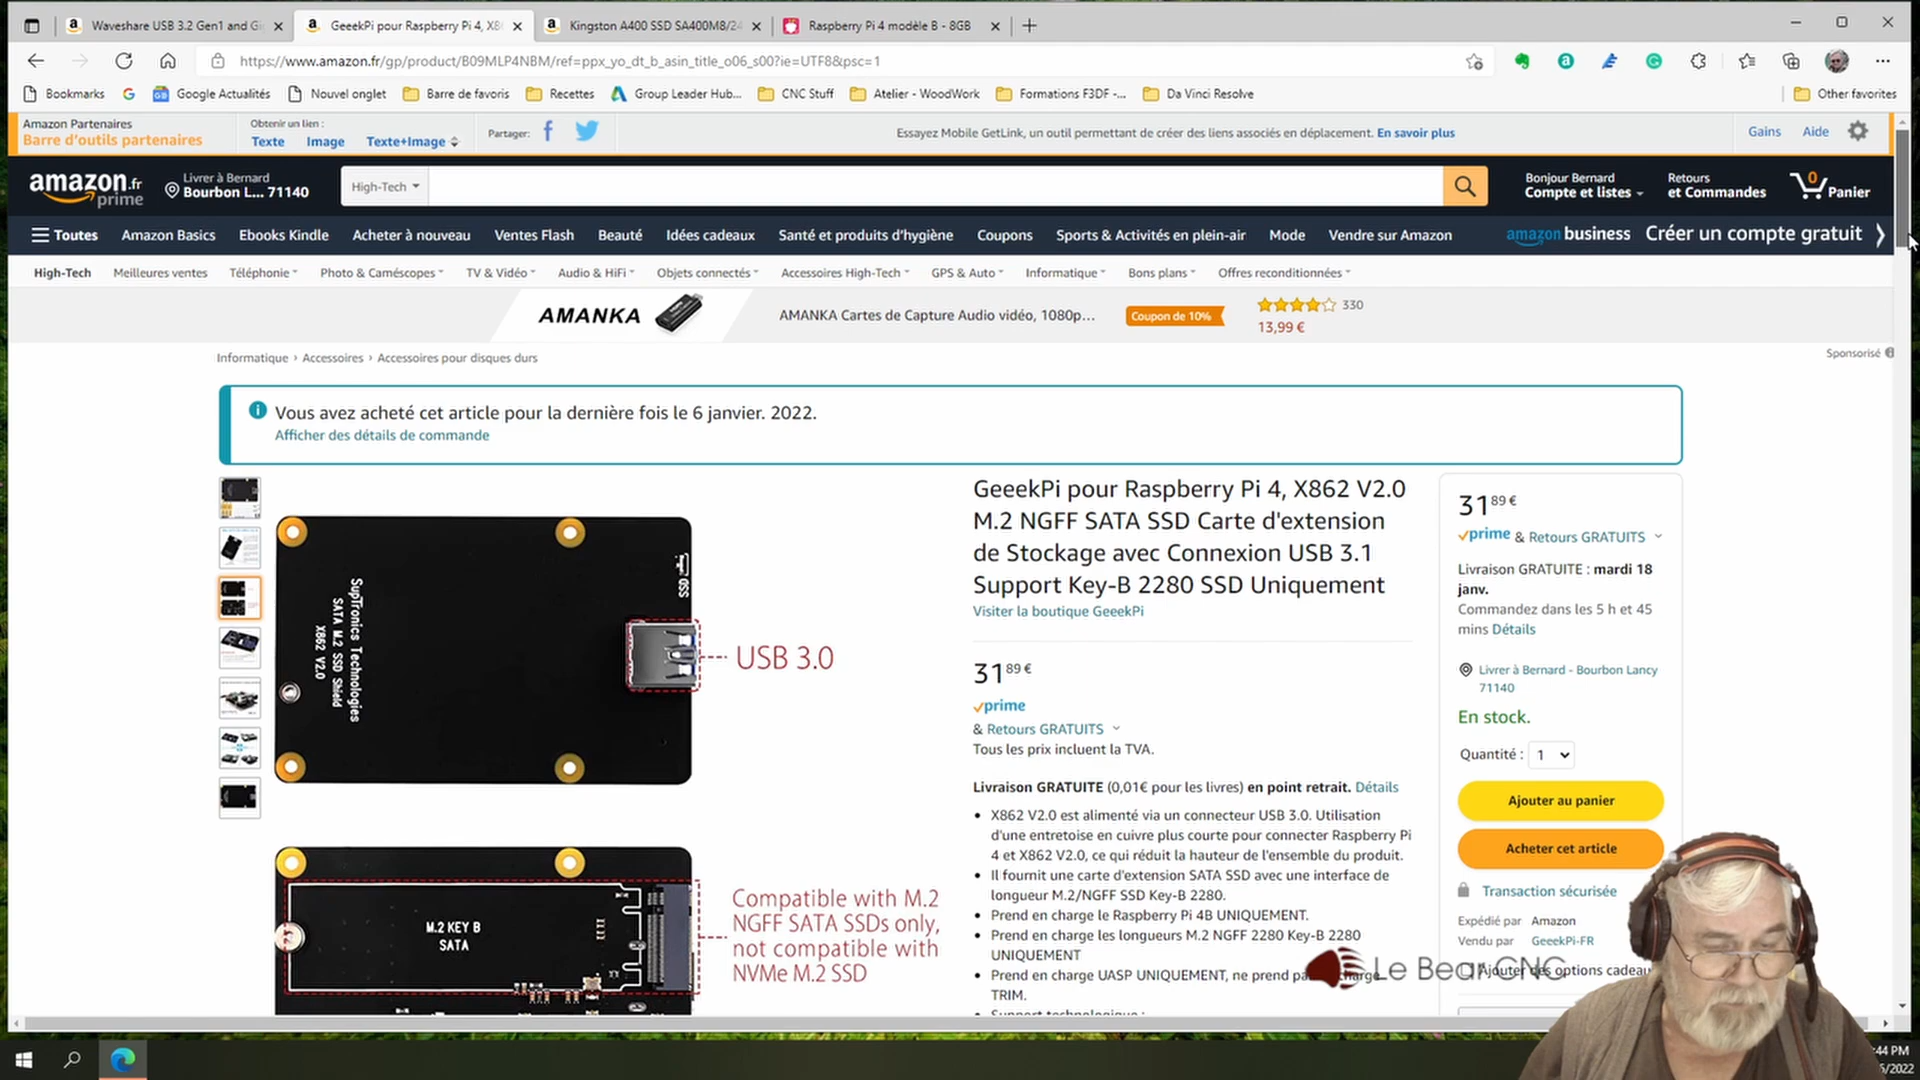 Waveshare USB 3.2 Gen1 and Gi
GeeekPi pour Raspberry Pi 4, X8
Kingston A400 SSD SA400M8/24
Raspberry Pi 4 modèle B - 8GB
https://www.amazon.fr/gp/product/B09MLP4NBM/ref=ppx_yo_dt_b_asin_title_o06_s00?ie=UTF8&psc=1
Bookmarks
Google Actualités
Nouvel onglet
Barre de favoris
Recettes
Group Leader Hub...
CNC Stuff
Atelier - WoodWork
Formations F3DF -...
Da Vinci Resolve
Other favorites
Amazon Partenaires
Barre d'outils partenaires
Obtenir un lien :
Texte Image Texte+Image
Partager:
Essayez Mobile GetLink, un outil permettant de créer des liens associés en déplacement. En savoir plus
Gains Aide
amazon.fr
prime
Livrer à Bernard
Bourbon L... 71140
High-Tech
Bonjour Bernard
Compte et listes
Retours
et Commandes
0
Panier
Toutes Amazon Basics Ebooks Kindle Acheter à nouveau Ventes Flash Beauté Idées cadeaux Santé et produits d'hygiène Coupons Sports & Activités en plein-air Mode Vendre sur Amazon
amazon business Créer un compte gratuit
High-Tech Meilleures ventes Téléphonie Photo & Caméscopes TV & Vidéo Audio & HiFi Objets connectés Accessoires High-Tech GPS & Auto Informatique Bons plans Offres reconditionnées
AMANKA
AMANKA Cartes de Capture Audio vidéo, 1080p...
Coupon de 10%
330
13,99 €
Sponsorisé
Informatique › Accessoires › Accessoires pour disques durs
Vous avez acheté cet article pour la dernière fois le 6 janvier. 2022.
Afficher des détails de commande
SupTronics Technologies
SATA M.2 SSD Shield
X862 V2.0
SSD
USB 3.0
M.2 KEY B
SATA
Compatible with M.2
NGFF SATA SSDs only,
not compatible with
NVMe M.2 SSD
GeeekPi pour Raspberry Pi 4, X862 V2.0
M.2 NGFF SATA SSD Carte d'extension
de Stockage avec Connexion USB 3.1
Support Key-B 2280 SSD Uniquement
Visiter la boutique GeeekPi
31 89 €
prime
& Retours GRATUITS
Tous les prix incluent la TVA.
Livraison GRATUITE (0,01€ pour les livres) en point retrait. Détails
• X862 V2.0 est alimenté via un connecteur USB 3.0. Utilisation
d'une entretoise en cuivre plus courte pour connecter Raspberry Pi
4 et X862 V2.0, ce qui réduit la hauteur de l'ensemble du produit.
• Il fournit une carte d'extension SATA SSD avec une interface de
longueur M.2/NGFF SSD Key-B 2280.
• Prend en charge le Raspberry Pi 4B UNIQUEMENT.
• Prend en charge les longueurs M.2 NGFF 2280 Key-B 2280
UNIQUEMENT
• Prend en charge UASP UNIQUEMENT, ne prend pas charge
TRIM.
• Support technologique :
31 89 €
prime & Retours GRATUITS
Livraison GRATUITE : mardi 18
janv.
Commandez dans les 5 h et 45
mins Détails
Livrer à Bernard - Bourbon Lancy
71140
En stock.
Quantité : 1
Ajouter au panier
Acheter cet article
Transaction sécurisée
Expédié par Amazon
Vendu par GeeekPi-FR
Ajouter des options cadeau
Le Bear CNC
:44 PM
5/2022